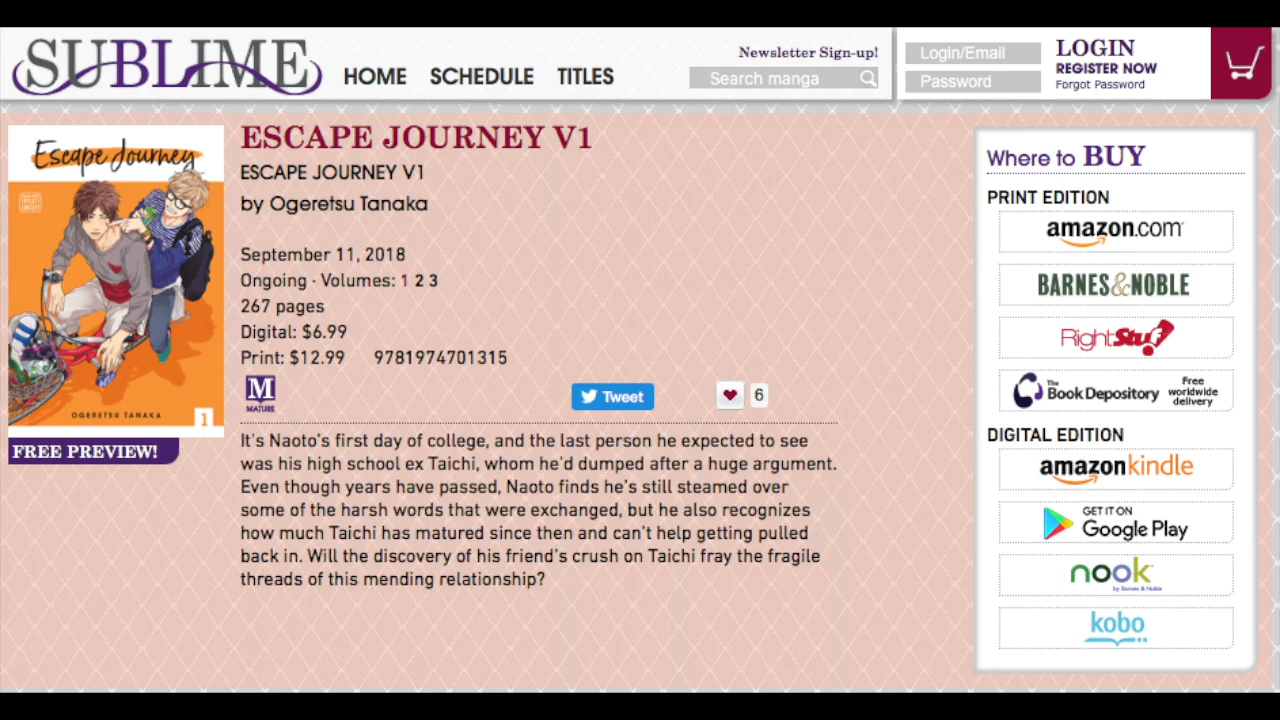 SUBLIME
HOME SCHEDULE TITLES
Newsletter Sign-up!
Search manga
Login/Email
Password
LOGIN
REGISTER NOW
Forgot Password
Escape Journey
OGERETSU TANAKA
1
FREE PREVIEW!
ESCAPE JOURNEY V1
ESCAPE JOURNEY V1
by Ogeretsu Tanaka
September 11, 2018
Ongoing · Volumes: 1 2 3
267 pages
Digital: $6.99
Print: $12.99 9781974701315
M
MATURE
Tweet
6
It's Naoto's first day of college, and the last person he expected to see
was his high school ex Taichi, whom he'd dumped after a huge argument.
Even though years have passed, Naoto finds he's still steamed over
some of the harsh words that were exchanged, but he also recognizes
how much Taichi has matured since then and can't help getting pulled
back in. Will the discovery of his friend's crush on Taichi fray the fragile
threads of this mending relationship?
Where to BUY
PRINT EDITION
amazon.com
BARNES&NOBLE
RightStuf!
The Book Depository Free worldwide delivery
DIGITAL EDITION
amazonkindle
GET IT ON
Google Play
nook
by Barnes & Noble
kobo